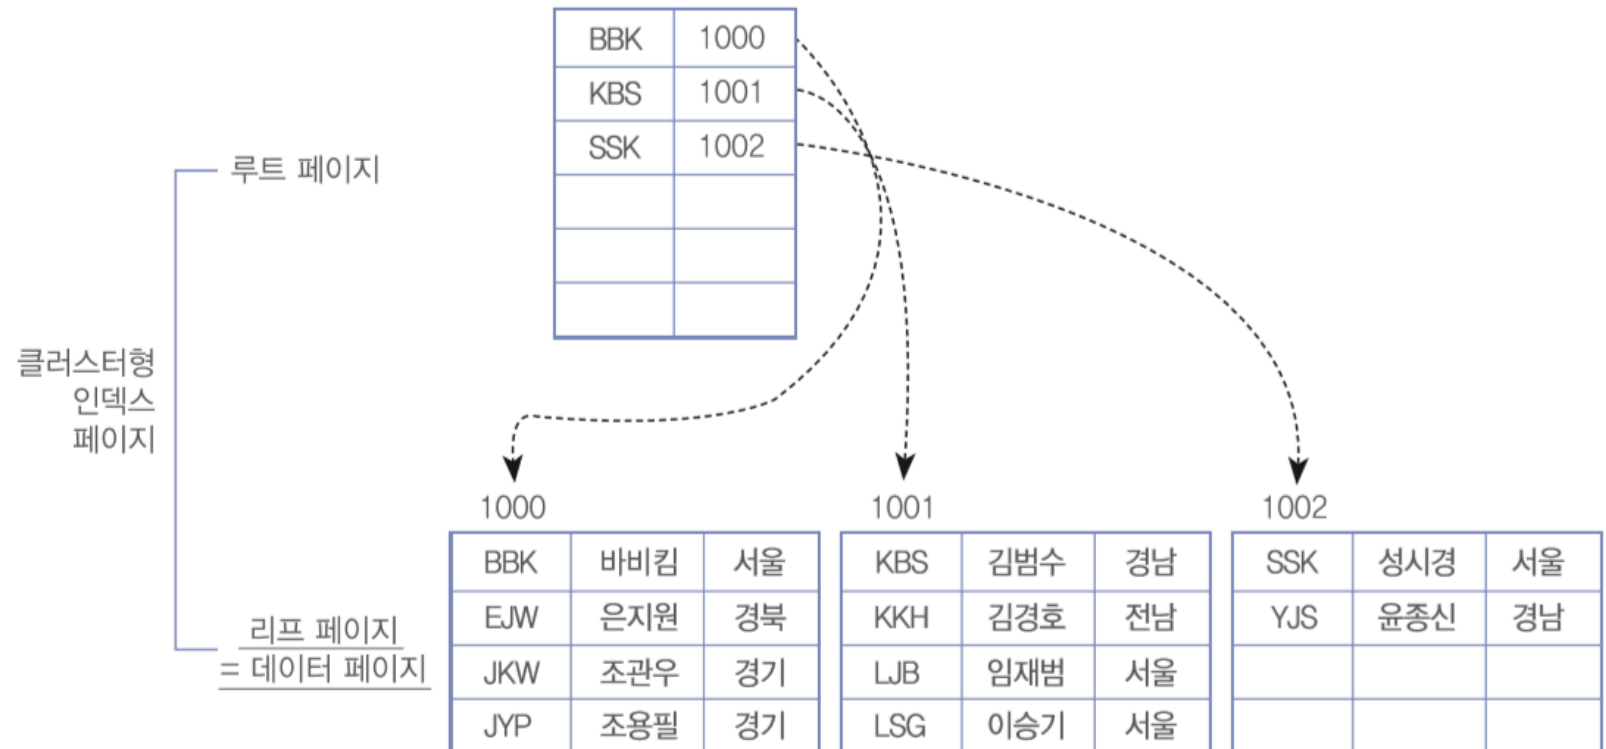 BBK 1000
KBS 1001
SSK 1002
루트 페이지
클러스터형
인덱스
페이지
리프 페이지
= 데이터 페이지
1000
BBK 바비킴 서울
EJW 은지원 경북
JKW 조관우 경기
JYP 조용필 경기
1001
KBS 김범수 경남
KKH 김경호 전남
LJB 임재범 서울
LSG 이승기 서울
1002
SSK 성시경 서울
YJS 윤종신 경남